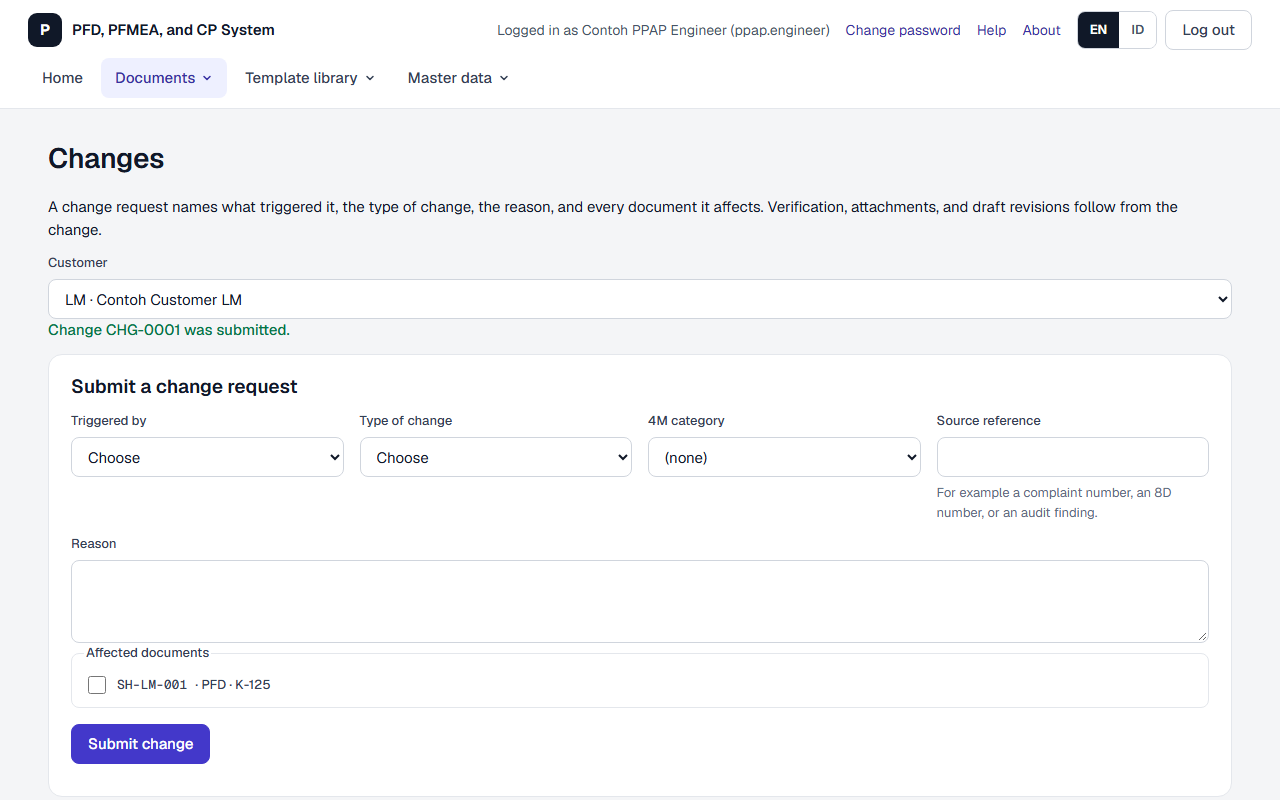 P PFD, PFMEA, and CP System Logged in as Contoh PPAP Engineer (ppap.engineer) Change password Help About EN ID Log out
Home Documents Template library Master data
Changes
A change request names what triggered it, the type of change, the reason, and every document it affects. Verification, attachments, and draft revisions follow from the
change.
Customer
LM · Contoh Customer LM
Change CHG-0001 was submitted.
Submit a change request
Triggered by Type of change 4M category Source reference
Choose Choose (none)
For example a complaint number, an 8D
number, or an audit finding.
Reason
Affected documents
SH-LM-001 · PFD · K-125
Submit change